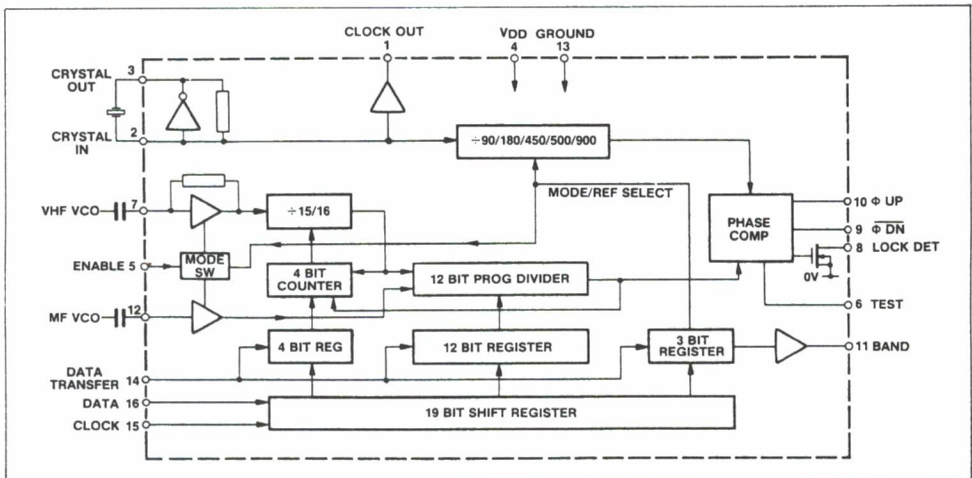 CLOCK OUT
1
VDD GROUND
4 13
3
CRYSTAL
OUT
CRYSTAL
IN
2
÷90/180/450/500/900
MODE/REF SELECT
7
VHF VCO
÷15/16
PHASE
COMP
10 Φ UP
9 Φ DN
8 LOCK DET
0V
6 TEST
ENABLE 5
MODE
SW
4 BIT
COUNTER
12 BIT PROG DIVIDER
12
MF VCO
4 BIT REG
12 BIT REGISTER
3 BIT
REGISTER
11 BAND
DATA
TRANSFER 14
DATA 16
CLOCK 15
19 BIT SHIFT REGISTER